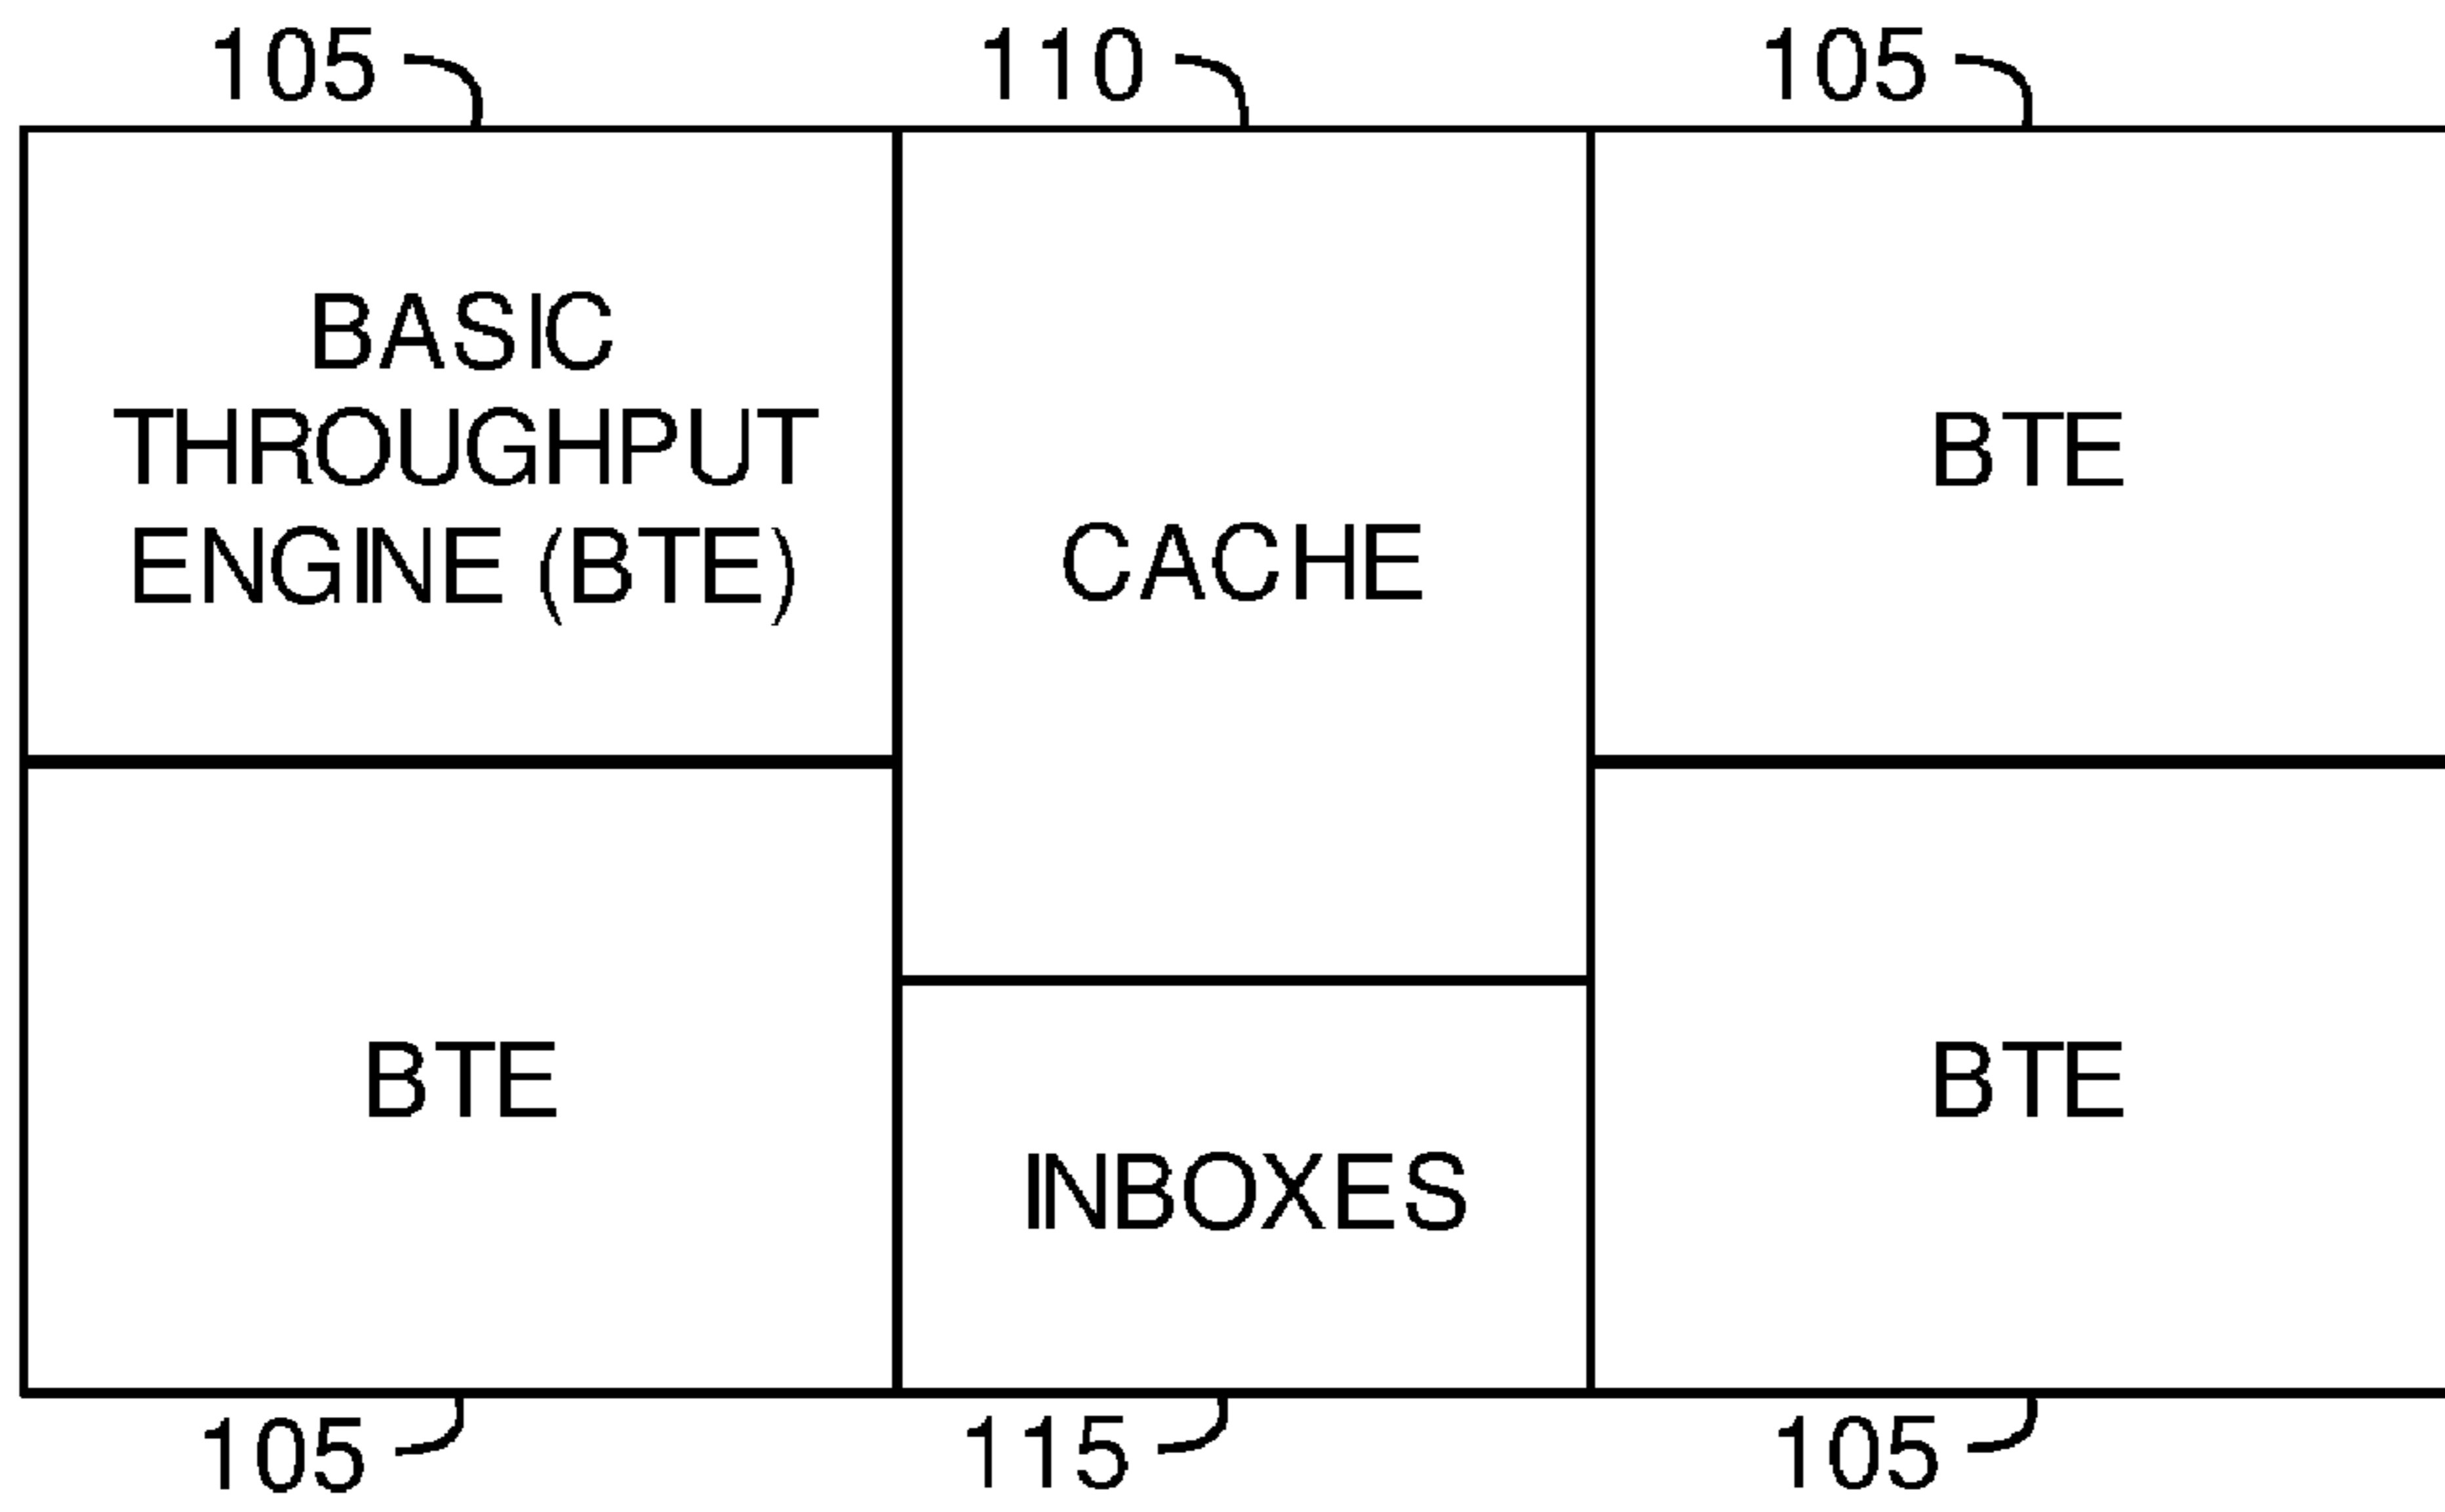 105
110
105
BASIC
THROUGHPUT
ENGINE (BTE)
CACHE
BTE
BTE
INBOXES
BTE
105
115
105